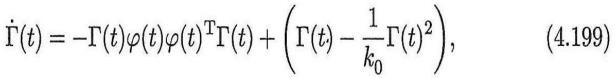 Γ̇(t) = −Γ(t)φ(t)φ(t)ᵀΓ(t) + (Γ(t) − 1/k₀ Γ(t)²), (4.199)